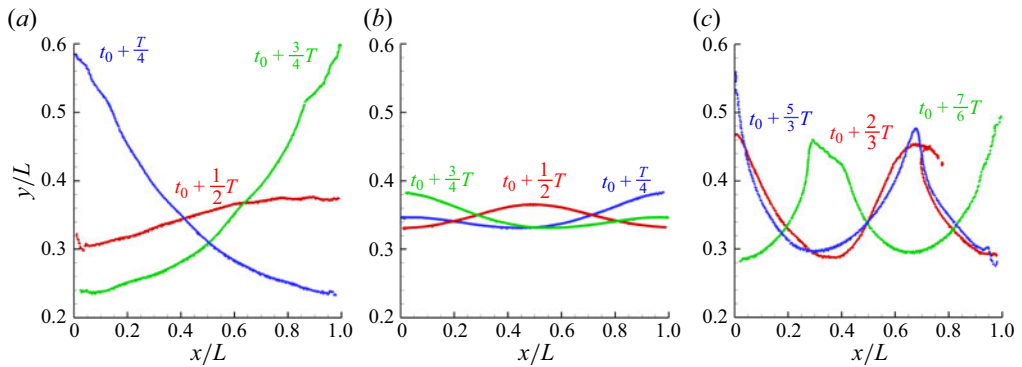 (a)
(b)
(c)
0.6
0.5
0.4
0.3
0.2
y/L
t₀ + T/4
t₀ + 3/4 T
t₀ + 1/2 T
0 0.2 0.4 0.6 0.8 1.0
x/L
0.6
0.5
0.4
0.3
0.2
t₀ + 3/4 T
t₀ + 1/2 T
t₀ + T/4
0 0.2 0.4 0.6 0.8 1.0
x/L
0.6
0.5
0.4
0.3
0.2
t₀ + 5/3 T
t₀ + 2/3 T
t₀ + 7/6 T
0 0.2 0.4 0.6 0.8 1.0
x/L